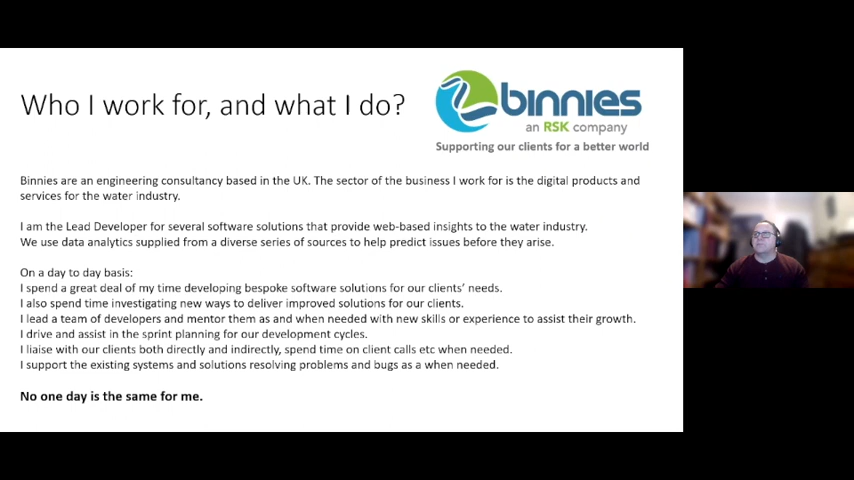 Who I work for, and what I do?
binnies
an RSK company
Supporting our clients for a better world
Binnies are an engineering consultancy based in the UK. The sector of the business I work for is the digital products and
services for the water industry.
I am the Lead Developer for several software solutions that provide web-based insights to the water industry.
We use data analytics supplied from a diverse series of sources to help predict issues before they arise.
On a day to day basis:
I spend a great deal of my time developing bespoke software solutions for our clients' needs.
I also spend time investigating new ways to deliver improved solutions for our clients.
I lead a team of developers and mentor them as and when needed with new skills or experience to assist their growth.
I drive and assist in the sprint planning for our development cycles.
I liaise with our clients both directly and indirectly, spend time on client calls etc when needed.
I support the existing systems and solutions resolving problems and bugs as a when needed.
No one day is the same for me.